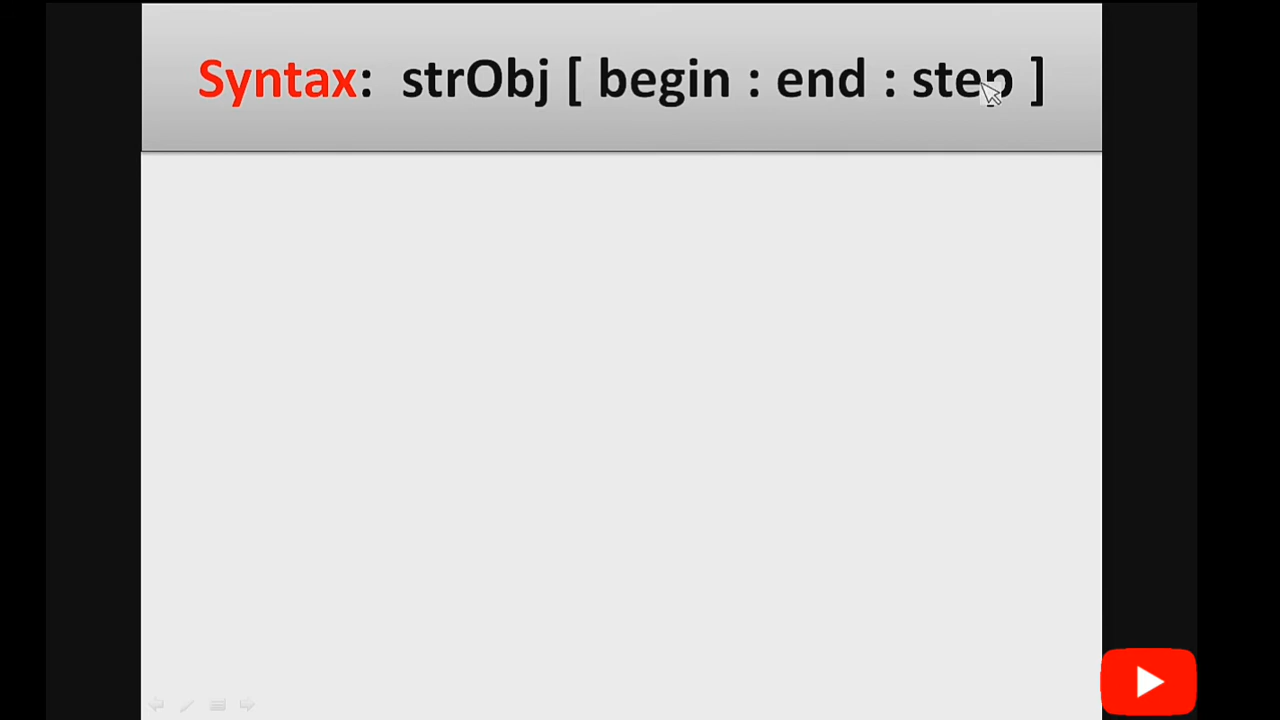 Syntax: strObj [ begin : end : step ]